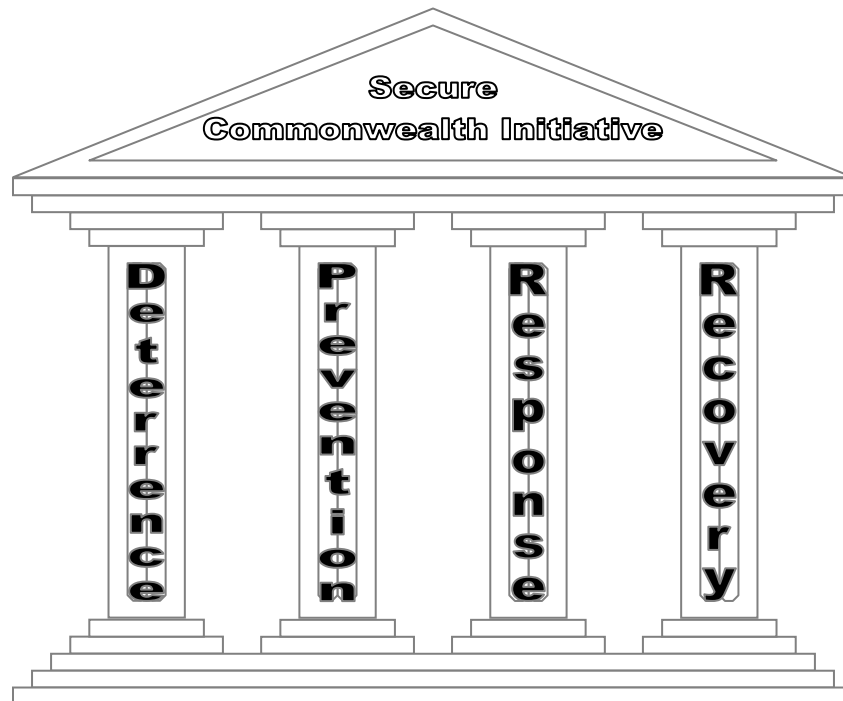 Secure
Commonwealth Initiative
Deterrence
Prevention
Response
Recovery